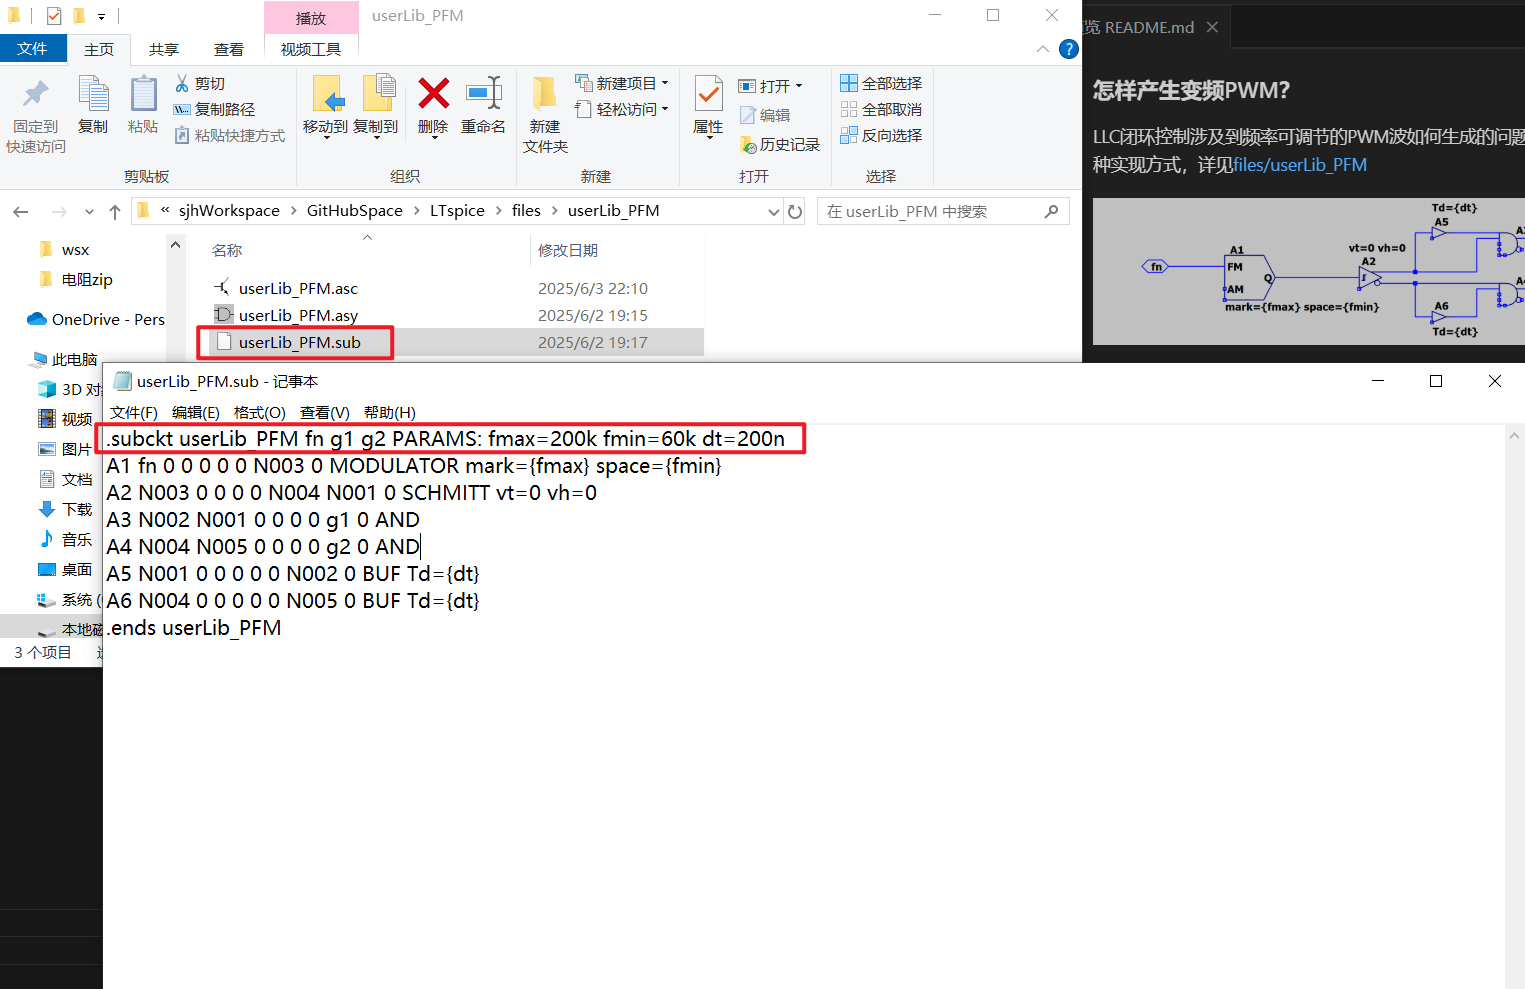 播放
userLib_PFM
文件
主页
共享
查看
视频工具
固定到
快速访问
复制
粘贴
剪切
复制路径
粘贴快捷方式
剪贴板
移动到
复制到
删除
重命名
组织
新建
文件夹
新建项目
轻松访问
新建
属性
打开
编辑
历史记录
打开
全部选择
全部取消
反向选择
选择
« sjhWorkspace > GitHubSpace > LTspice > files > userLib_PFM
在 userLib_PFM 中搜索
wsx
电阻zip
OneDrive - Pers
此电脑
3D 对
视频
图片
文档
下载
音乐
桌面
系统 (
本地磁
3 个项目
名称
修改日期
userLib_PFM.asc 2025/6/3 22:10
userLib_PFM.asy 2025/6/2 19:15
userLib_PFM.sub 2025/6/2 19:17
览 README.md
怎样产生变频PWM？
LLC闭环控制涉及到频率可调节的PWM波如何生成的问题
种实现方式，详见files/userLib_PFM
Td={dt}
A5
vt=0 vh=0
A2
A1
fn
FM
AM
Q
mark={fmax} space={fmin}
A6
Td={dt}
userLib_PFM.sub - 记事本
文件(F) 编辑(E) 格式(O) 查看(V) 帮助(H)
.subckt userLib_PFM fn g1 g2 PARAMS: fmax=200k fmin=60k dt=200n
A1 fn 0 0 0 0 0 N003 0 MODULATOR mark={fmax} space={fmin}
A2 N003 0 0 0 0 N004 N001 0 SCHMITT vt=0 vh=0
A3 N002 N001 0 0 0 0 g1 0 AND
A4 N004 N005 0 0 0 0 g2 0 AND
A5 N001 0 0 0 0 0 N002 0 BUF Td={dt}
A6 N004 0 0 0 0 0 N005 0 BUF Td={dt}
.ends userLib_PFM